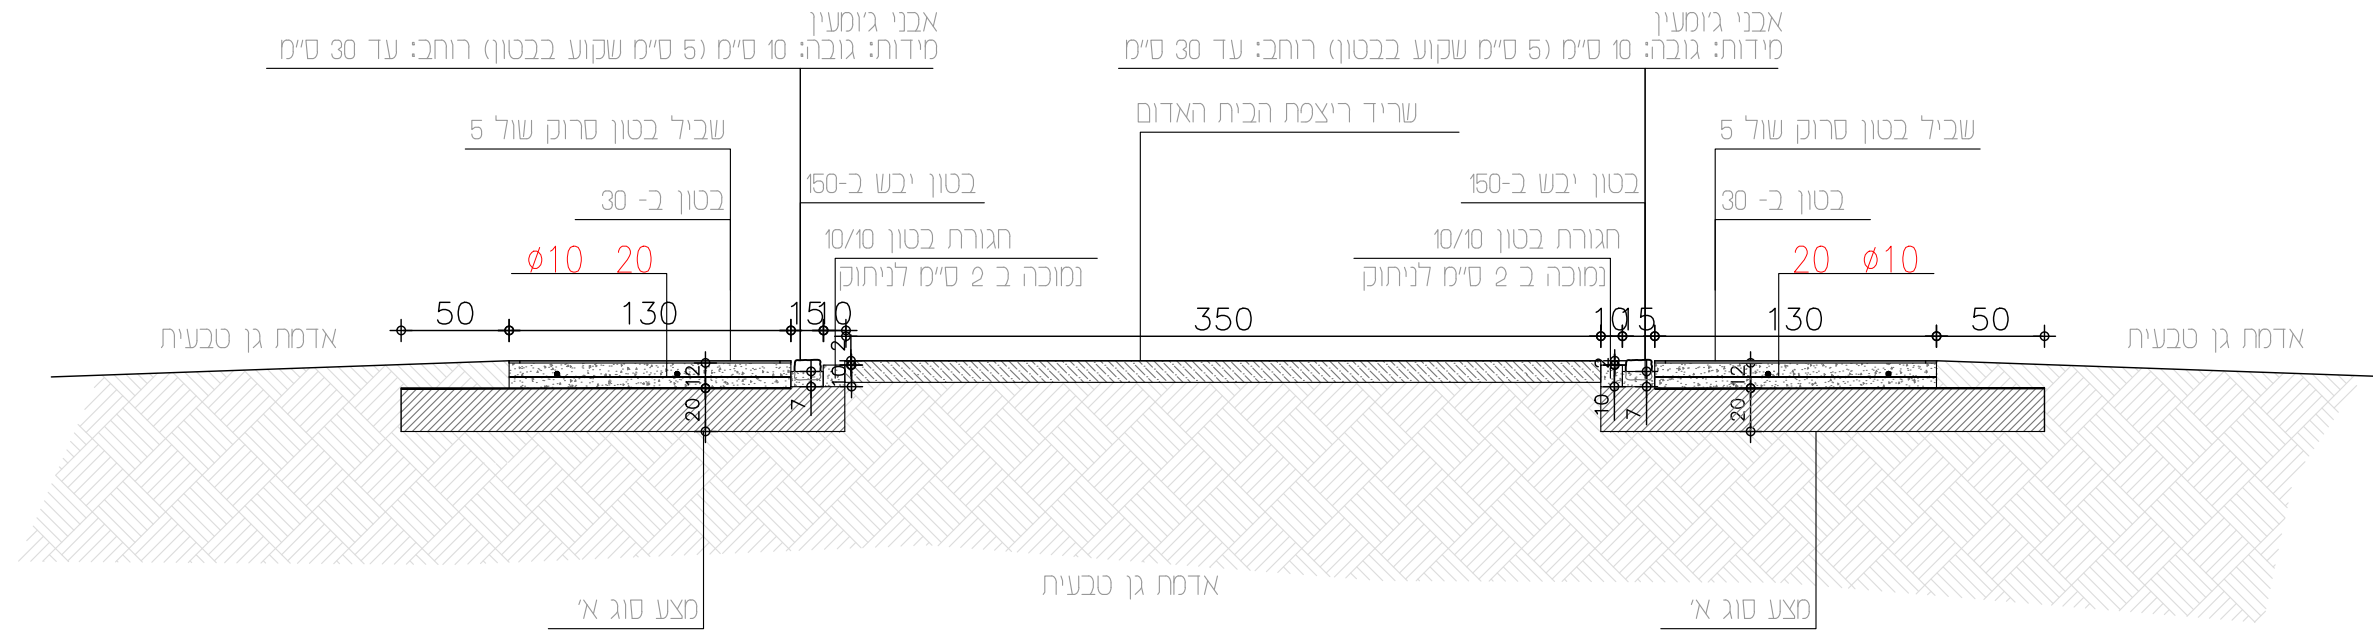 אבני ג'ומעין
מידות: גובה: 10 ס"מ (5 ס"מ שקוע בבטון) רוחב: עד 30 ס"מ
אבני ג'ומעין
מידות: גובה: 10 ס"מ (5 ס"מ שקוע בבטון) רוחב: עד 30 ס"מ
שריד ריצפת הבית האדום
שביל בטון סרוק שול 5
שביל בטון סרוק שול 5
בטון יבש ב-150
בטון יבש ב-150
בטון ב- 30
בטון ב- 30
חגורת בטון 10/10
נמוכה ב 2 ס"מ לניתוק
חגורת בטון 10/10
נמוכה ב 2 ס"מ לניתוק
ø10 20
20 ø10
50 130 15 10 350 10 15 130 50
אדמת גן טבעית
אדמת גן טבעית
12 20 7 10 2
10 7 12 20
אדמת גן טבעית
מצע סוג א'
מצע סוג א'